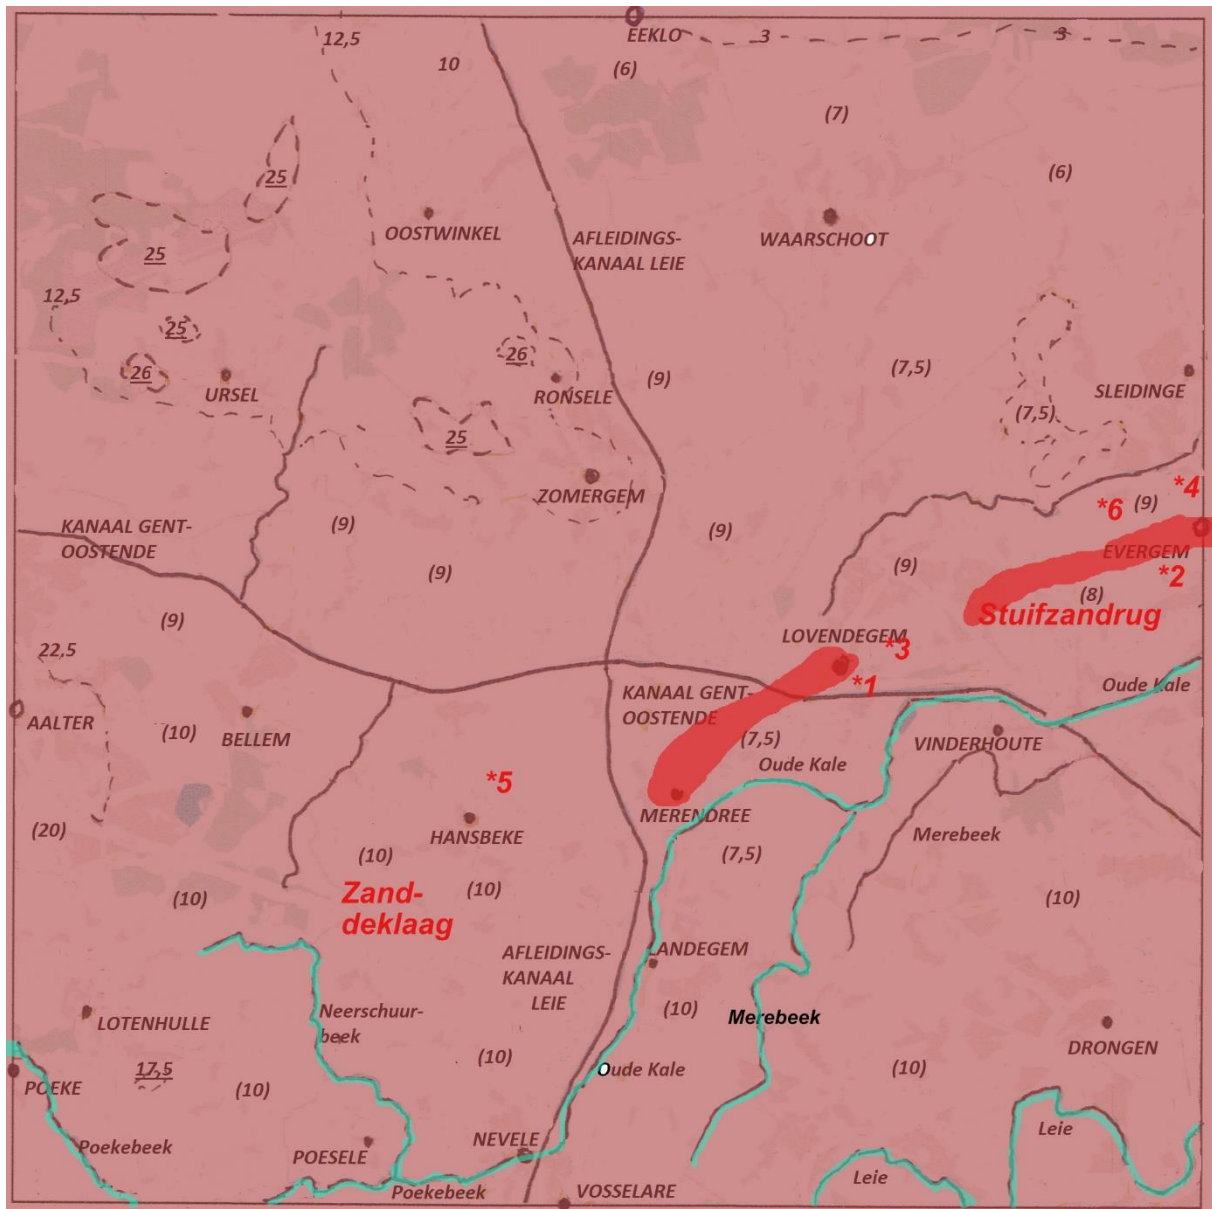 EEKLO
12,5
3
3
10
(6)
(7)
(6)
25
OOSTWINKEL
AFLEIDINGS-
KANAAL LEIE
WAARSCHOOT
25
12,5
25
26
26
(9)
(7,5)
URSEL
RONSELE
SLEIDINGE
(7,5)
25
ZOMERGEM
*4
KANAAL GENT-
OOSTENDE
(9)
(9)
*6
(9)
EVERGEM
(9)
(9)
*2
(8)
Stuifzandrug
(9)
LOVENDEGEM
*3
22,5
*1
KANAAL GENT-
OOSTENDE
Oude Kale
AALTER
(10)
BELLEM
(7,5)
VINDERHOUTE
Oude Kale
*5
MERENDREE
(20)
HANSBEKE
Merebeek
(10)
(7,5)
(10)
(10)
(10)
Zand-
deklaag
AFLEIDINGS-
KANAAL
LEIE
LANDEGEM
LOTENHULLE
Neerschuur-
beek
(10)
Merebeek
DRONGEN
(10)
17,5
Oude Kale
(10)
POEKE
(10)
Leie
Poekebeek
NEVELE
POESELE
Leie
Poekebeek
VOSSELARE